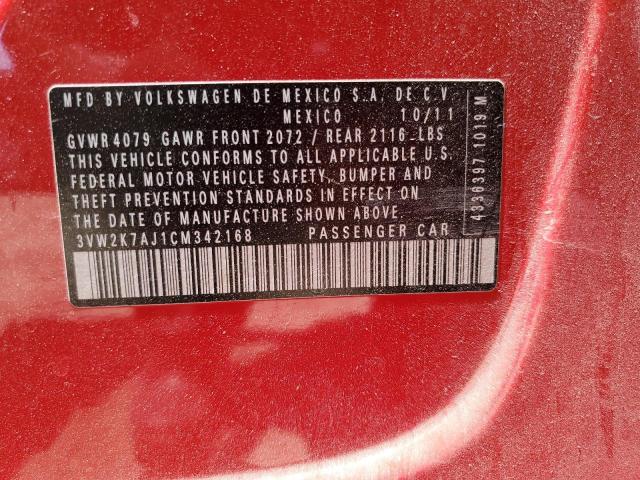 MFD BY VOLKSWAGEN DE MEXICO S.A. DE C.V.
MEXICO 10/11
GVWR 4079 GAWR FRONT 2072 / REAR 2116 LBS
THIS VEHICLE CONFORMS TO ALL APPLICABLE U.S.
FEDERAL MOTOR VEHICLE SAFETY, BUMPER AND
THEFT PREVENTION STANDARDS IN EFFECT ON
THE DATE OF MANUFACTURE SHOWN ABOVE.
3VW2K7AJ1CM342168 PASSENGER CAR
4336397 1019 M